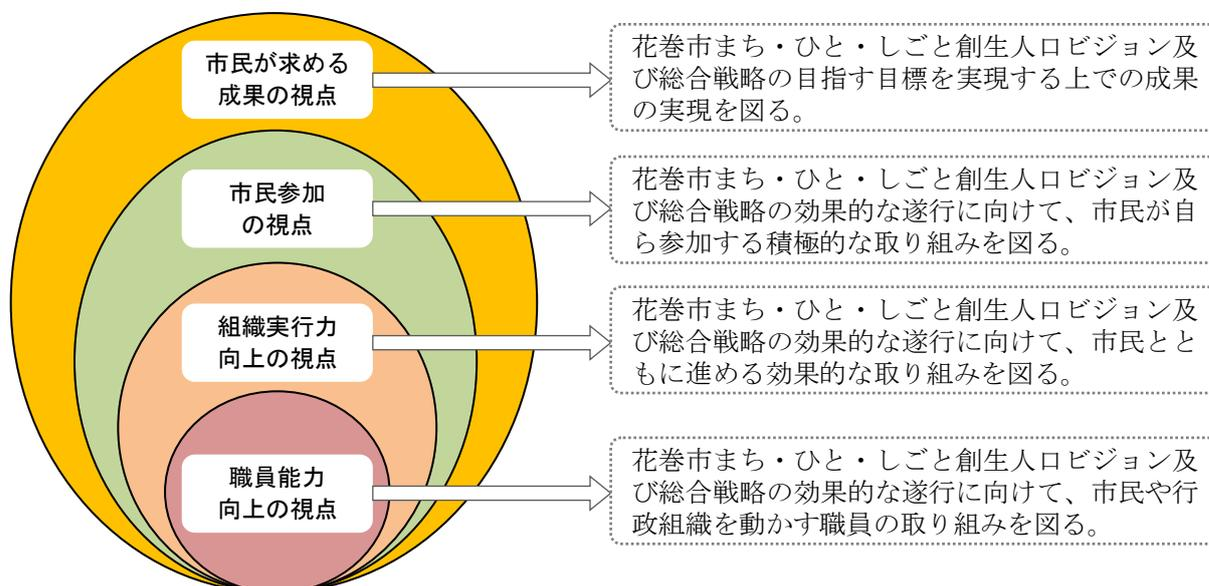 市民が求める
成果の視点
花巻市まち・ひと・しごと創生人口ビジョン及
び総合戦略の目指す目標を実現する上での成果
の実現を図る。
市民参加
の視点
花巻市まち・ひと・しごと創生人口ビジョン及
び総合戦略の効果的な遂行に向けて、市民が自
ら参加する積極的な取り組みを図る。
組織実行力
向上の視点
花巻市まち・ひと・しごと創生人口ビジョン及
び総合戦略の効果的な遂行に向けて、市民とと
もに進める効果的な取り組みを図る。
職員能力
向上の視点
花巻市まち・ひと・しごと創生人口ビジョン及
び総合戦略の効果的な遂行に向けて、市民や行
政組織を動かす職員の取り組みを図る。